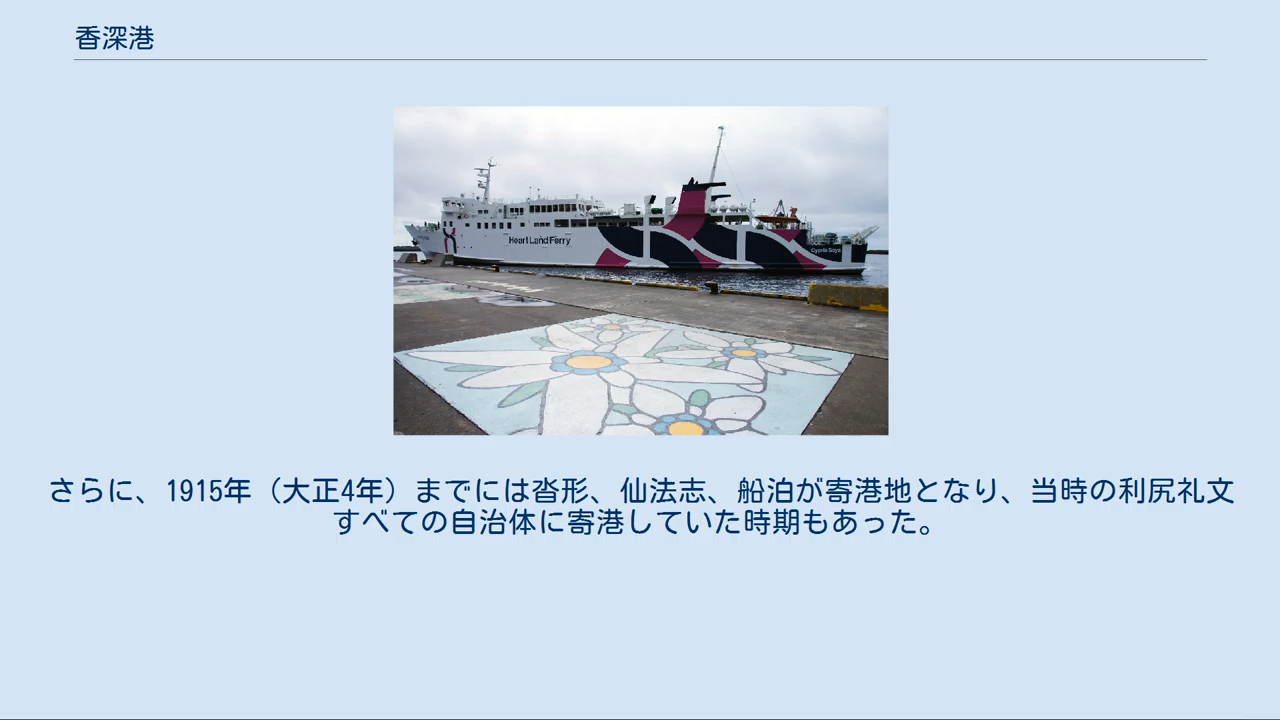 香深港
Heart Land Ferry
Cypria Soya
さらに、1915年（大正4年）までには沓形、仙法志、船泊が寄港地となり、当時の利尻礼文
すべての自治体に寄港していた時期もあった。